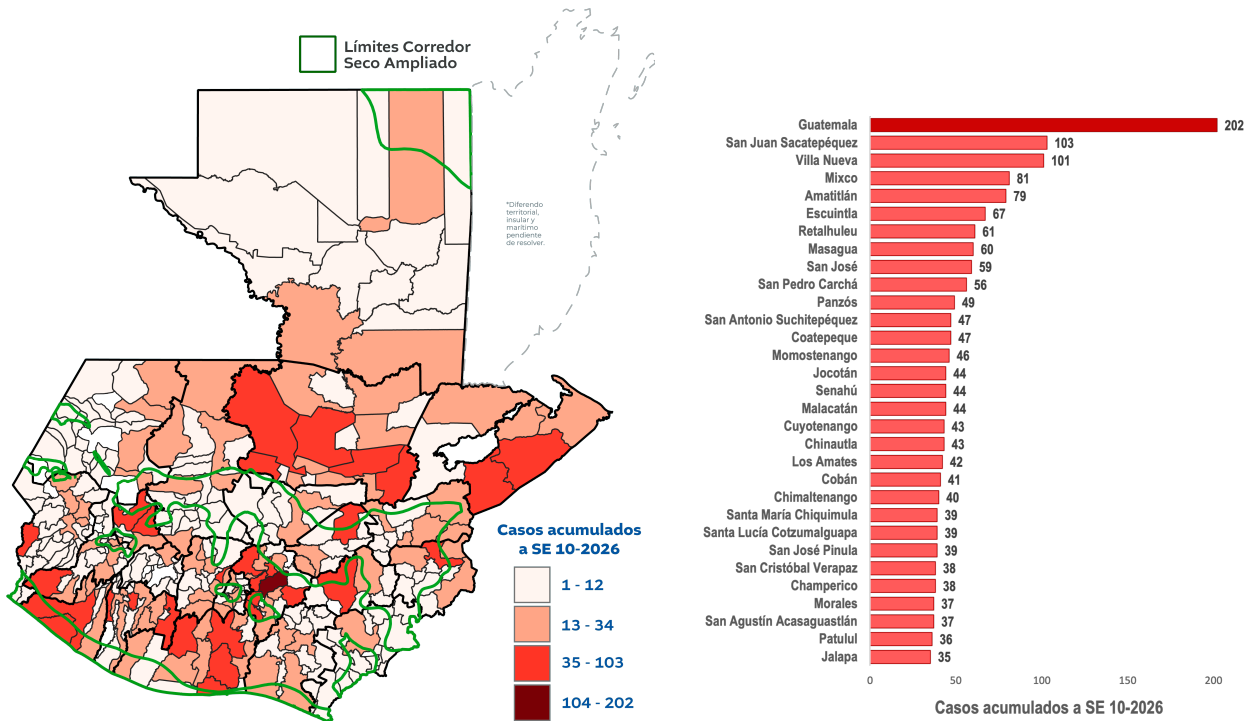 Límites Corredor
Seco Ampliado
*Diferendo
territorial,
insular y
marítimo
pendiente
de resolver.
Casos acumulados
a SE 10-2026
1 - 12
13 - 34
35 - 103
104 - 202
Guatemala 202
San Juan Sacatepéquez 103
Villa Nueva 101
Mixco 81
Amatitlán 79
Escuintla 67
Retalhuleu 61
Masagua 60
San José 59
San Pedro Carchá 56
Panzós 49
San Antonio Suchitepéquez 47
Coatepeque 47
Momostenango 46
Jocotán 44
Senahú 44
Malacatán 44
Cuyotenango 43
Chinautla 43
Los Amates 42
Cobán 41
Chimaltenango 40
Santa María Chiquimula 39
Santa Lucía Cotzumalguapa 39
San José Pinula 39
San Cristóbal Verapaz 38
Champerico 38
Morales 37
San Agustín Acasaguastlán 37
Patulul 36
Jalapa 35
0 50 100 150 200
Casos acumulados a SE 10-2026